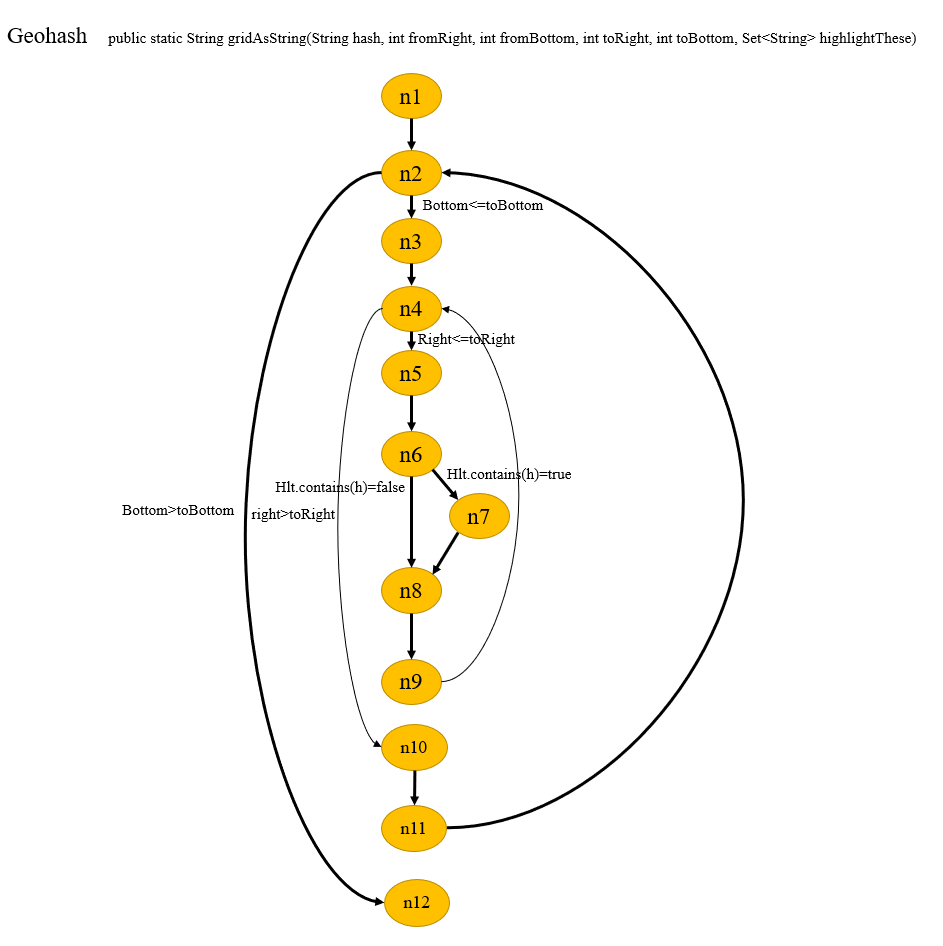 Geohash public static String gridAsString(String hash, int fromRight, int fromBottom, int toRight, int toBottom, Set<String> highlightThese)
n1
n2
Bottom<=toBottom
n3
n4
Right<=toRight
n5
n6
Hlt.contains(h)=true
Hlt.contains(h)=false
Bottom>toBottom
right>toRight
n7
n8
n9
n10
n11
n12